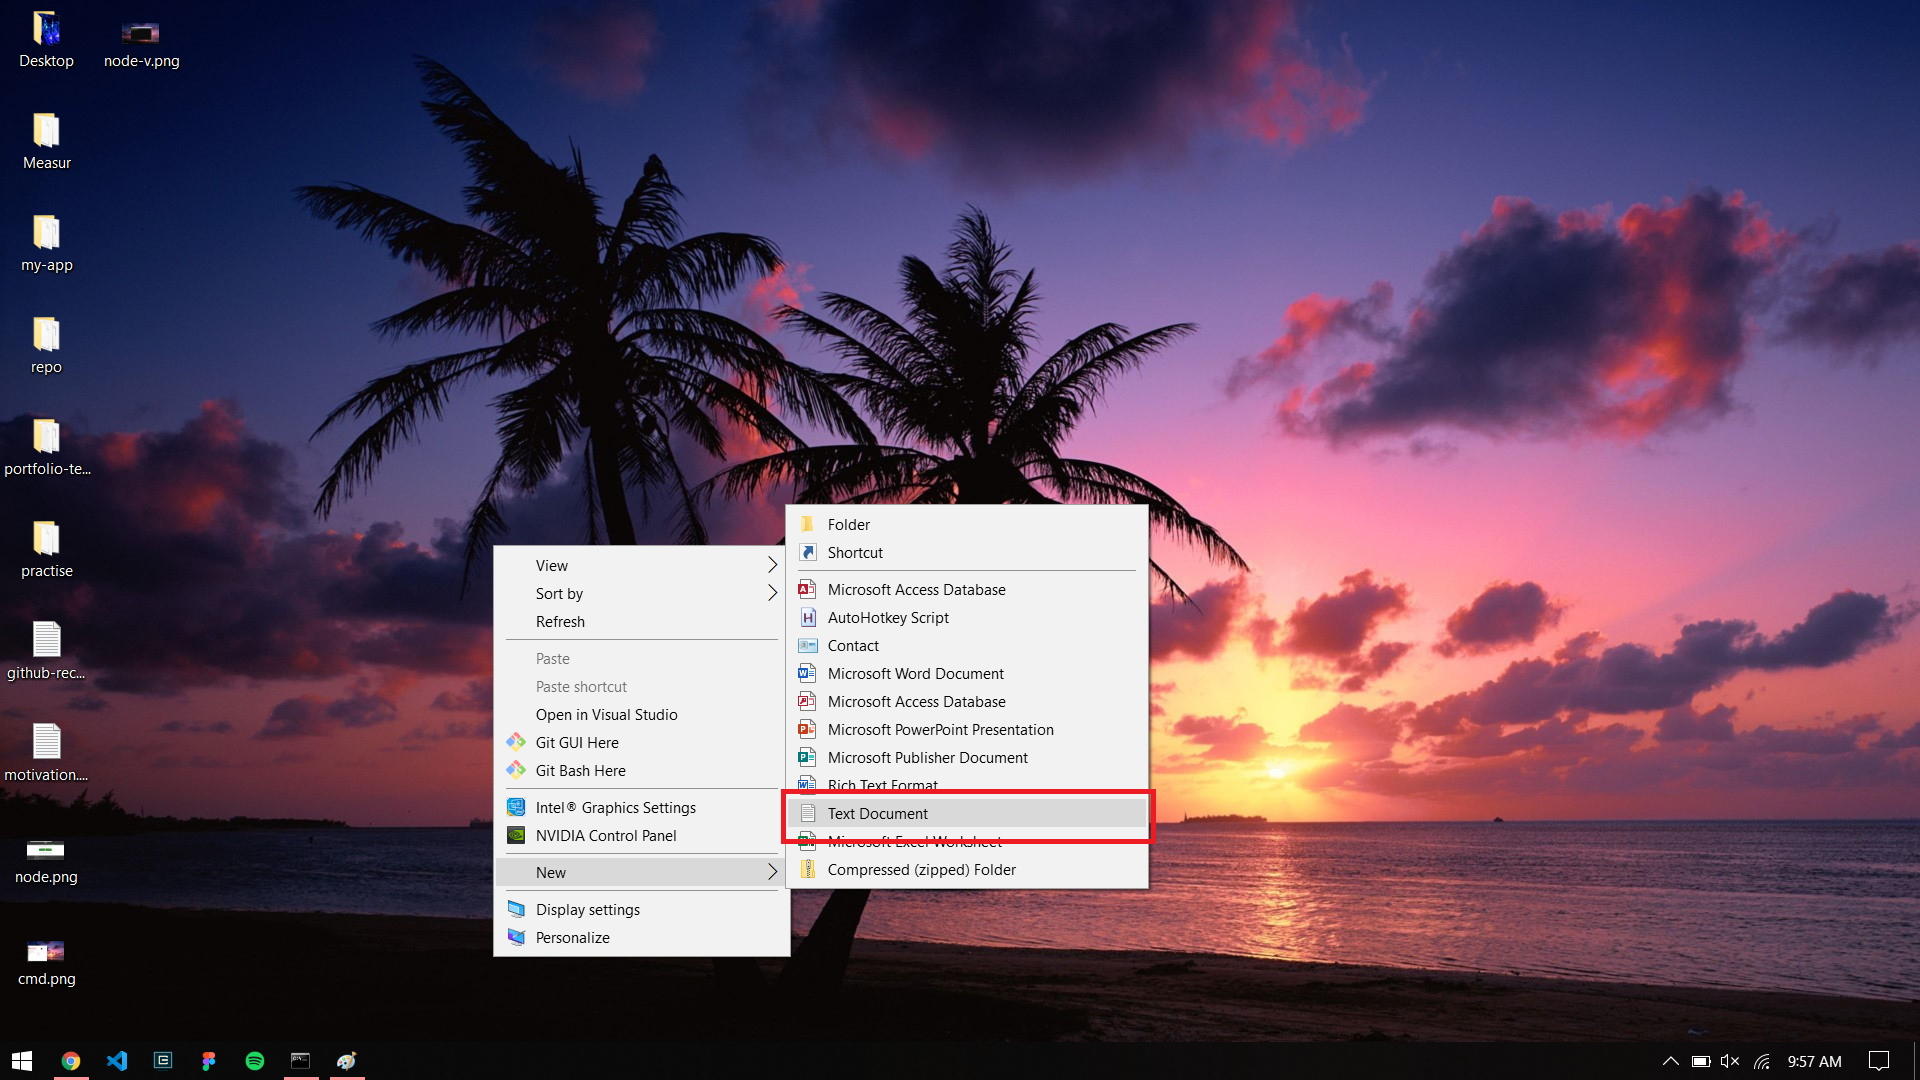 Desktop
node-v.png
Measur
my-app
repo
portfolio-te...
practise
github-rec...
motivation....
node.png
cmd.png
View
Sort by
Refresh
Paste
Paste shortcut
Open in Visual Studio
Git GUI Here
Git Bash Here
Intel® Graphics Settings
NVIDIA Control Panel
New
Display settings
Personalize
Folder
Shortcut
Microsoft Access Database
AutoHotkey Script
Contact
Microsoft Word Document
Microsoft Access Database
Microsoft PowerPoint Presentation
Microsoft Publisher Document
Rich Text Format
Text Document
Microsoft Excel Worksheet
Compressed (zipped) Folder
9:57 AM